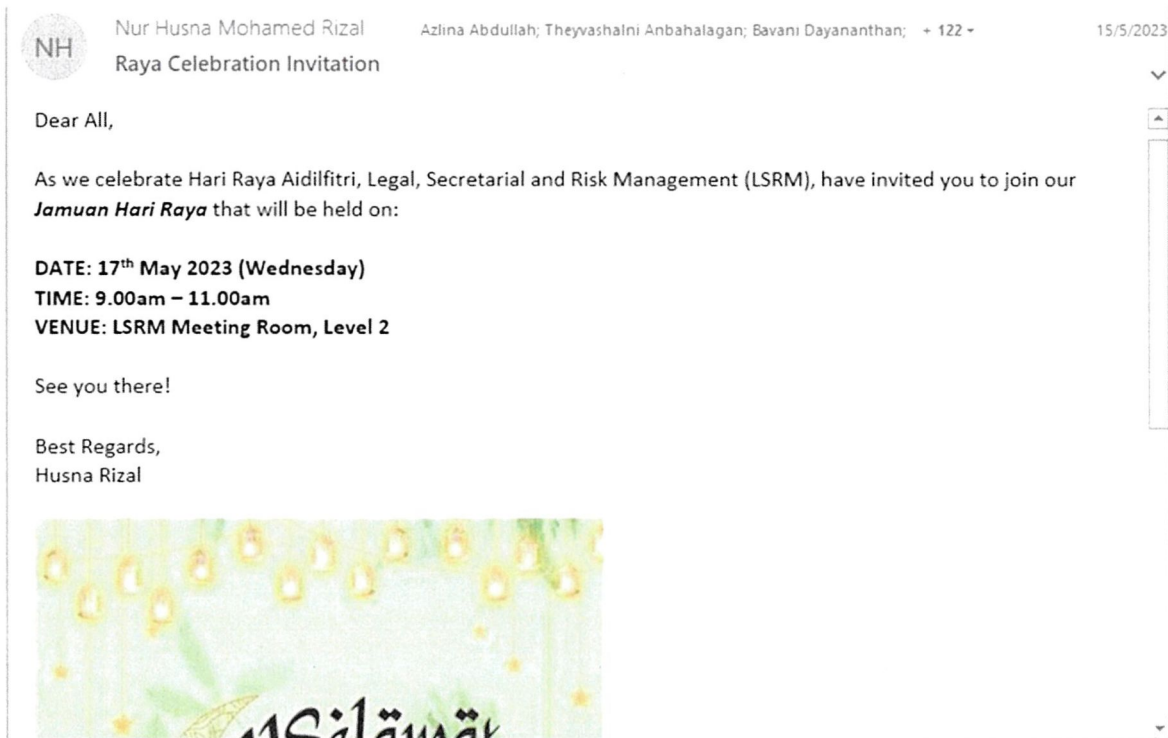 NH
Nur Husna Mohamed Rizal Azlina Abdullah; Theyvashalni Anbahalagan; Bavani Dayananthan; + 122
15/5/2023
Raya Celebration Invitation
Dear All,
As we celebrate Hari Raya Aidilfitri, Legal, Secretarial and Risk Management (LSRM), have invited you to join our
Jamuan Hari Raya that will be held on:
DATE: 17th May 2023 (Wednesday)
TIME: 9.00am – 11.00am
VENUE: LSRM Meeting Room, Level 2
See you there!
Best Regards,
Husna Rizal